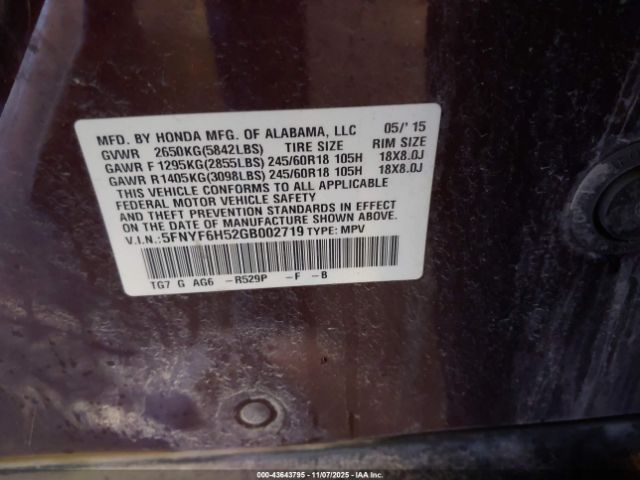 MFD. BY HONDA MFG. OF ALABAMA, LLC 05/' 15
GVWR 2650KG(5842LBS) TIRE SIZE RIM SIZE
GAWR F 1295KG(2855LBS) 245/60R18 105H 18X8.0J
GAWR R1405KG(3098LBS) 245/60R18 105H 18X8.0J
THIS VEHICLE CONFORMS TO ALL APPLICABLE
FEDERAL MOTOR VEHICLE SAFETY
AND THEFT PREVENTION STANDARDS IN EFFECT
ON THE DATE OF MANUFACTURE SHOWN ABOVE.
V.I.N.: 5FNYF6H52GB002719 TYPE: MPV
TG7 G AG6 -R529P -F -B
000-43643795 - 11/07/2025 - IAA Inc.